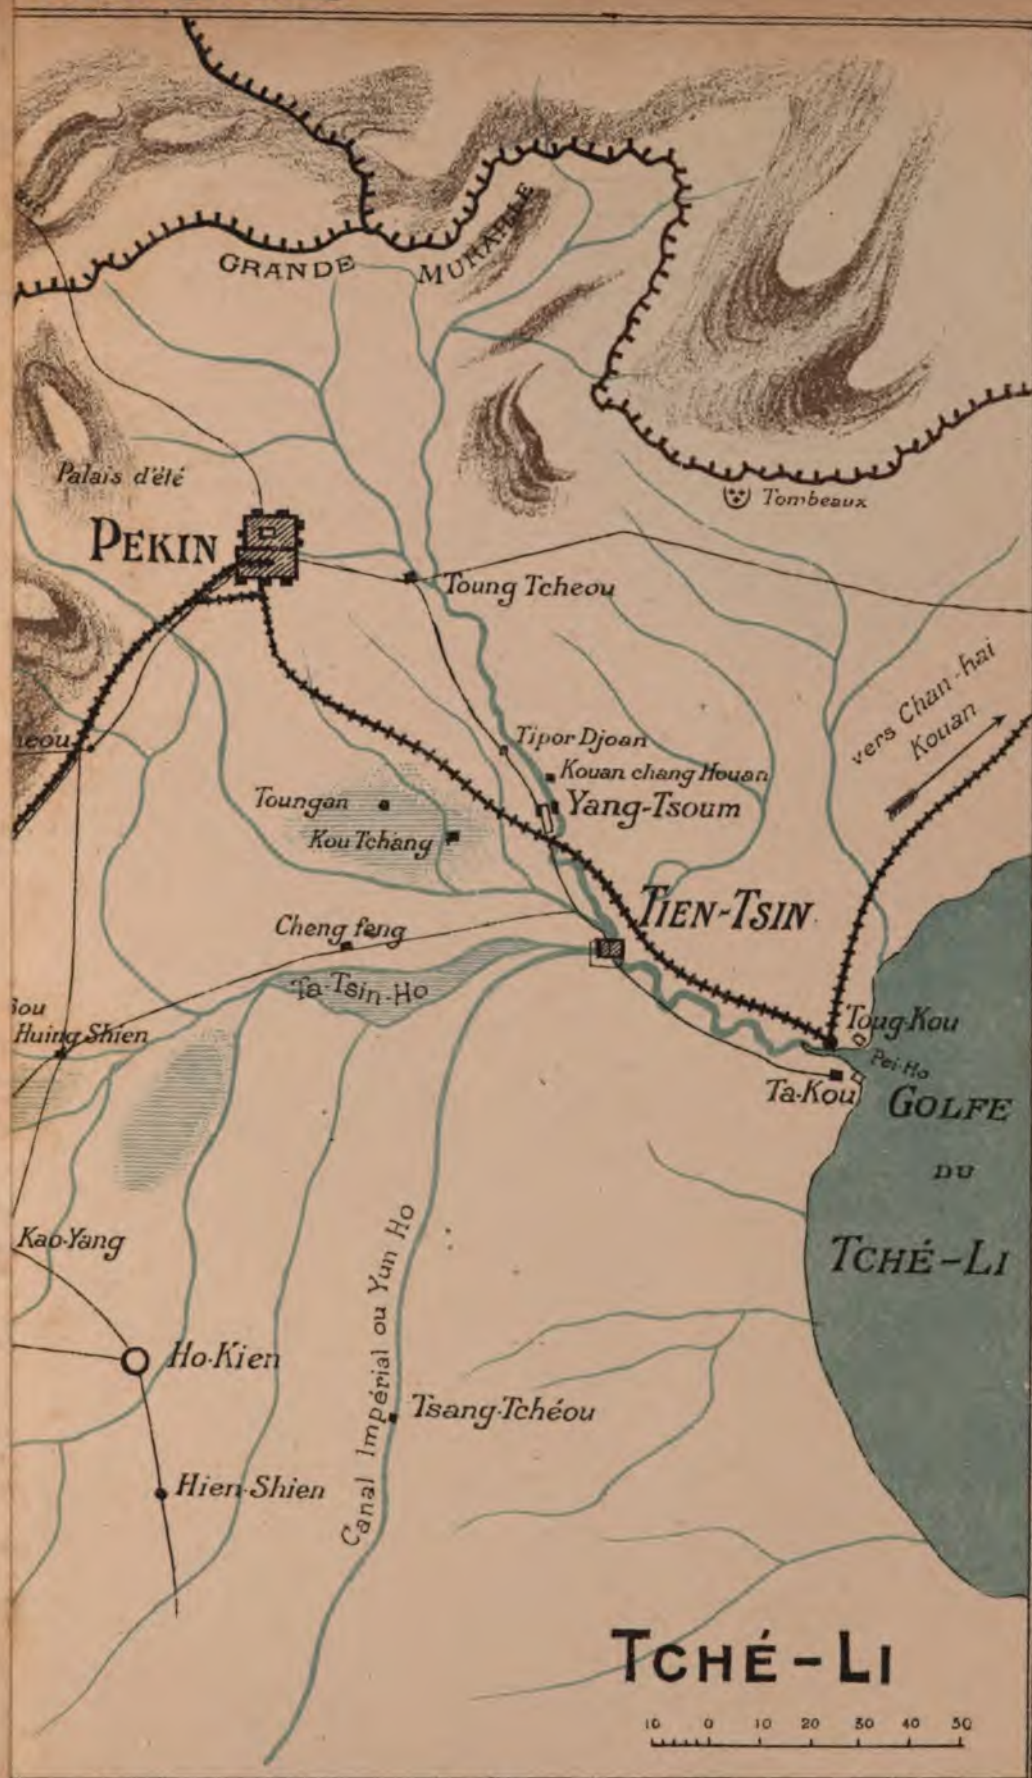 GRANDE MURAILLE
Palais d'été
PÉKIN
Tombeaux
Toung Tcheou
vers Chan-hai
Kouan
Tipor Djoan
Kouan chang Houan
Toungan
Yang-Tsoum
Kou Tchang
TIEN-TSIN
Cheng feng
Ta-Tsin-Ho
Huing Shien
Toug-Kou
Pei-Ho
Ta-Kou
GOLFE
DU
TCHÉ-LI
Kao-Yang
Canal Impérial ou Yun Ho
Ho-Kien
Tsang-Tchéou
Hien-Shien
TCHÉ-LI
10 0 10 20 30 40 50